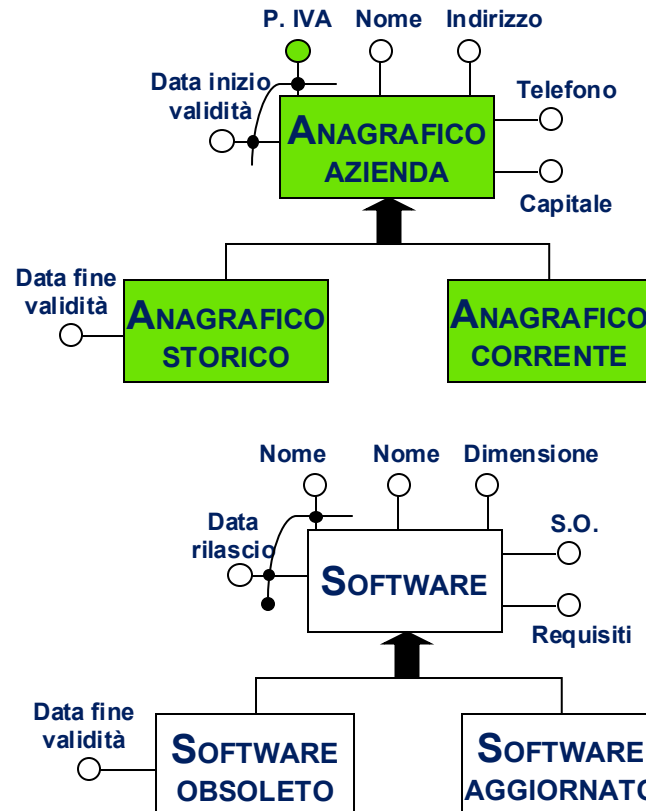 P. IVA Nome Indirizzo
Data inizio
validità
Telefono
ANAGRAFICO
AZIENDA
Capitale
Data fine
validità
ANAGRAFICO
STORICO
ANAGRAFICO
CORRENTE
Nome Nome Dimensione
Data
rilascio
S.O.
SOFTWARE
Requisiti
Data fine
validità
SOFTWARE
OBSOLETO
SOFTWARE
AGGIORNATO